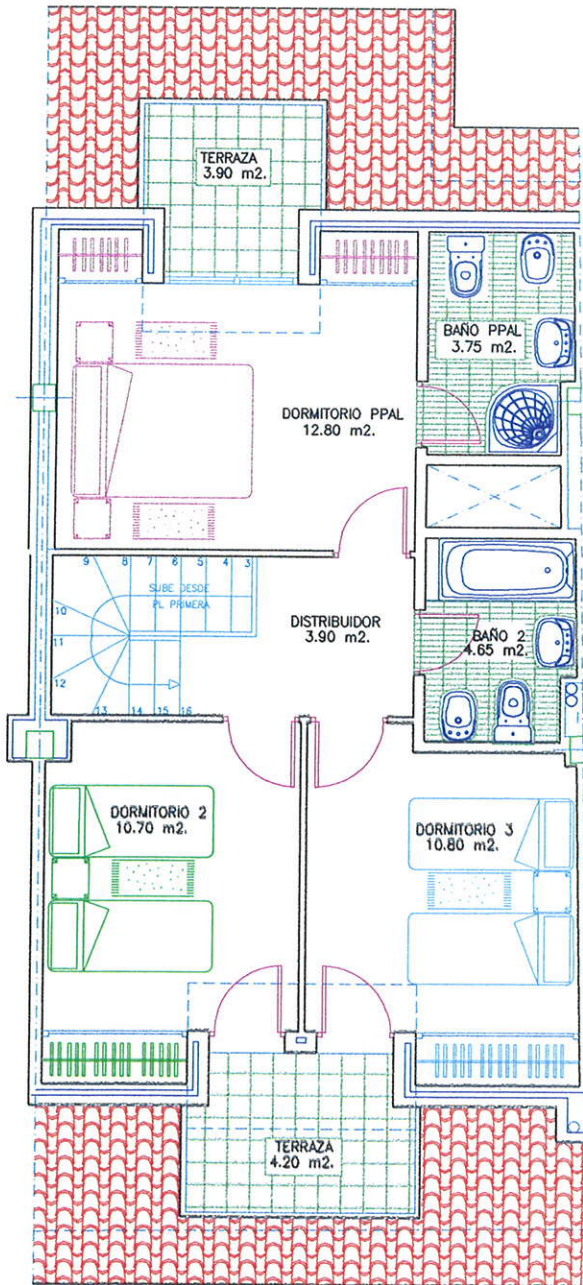 TERRAZA
3.90 m2.
BAÑO PPAL
3.75 m2.
DORMITORIO PPAL
12.80 m2.
9
8
7
6
5
4
3
SUBE DESDE
PL PRIMERA
10
11
12
13
14
15
16
DISTRIBUIDOR
3.90 m2.
BAÑO 2
4.65 m2.
DORMITORIO 2
10.70 m2.
DORMITORIO 3
10.80 m2.
TERRAZA
4.20 m2.